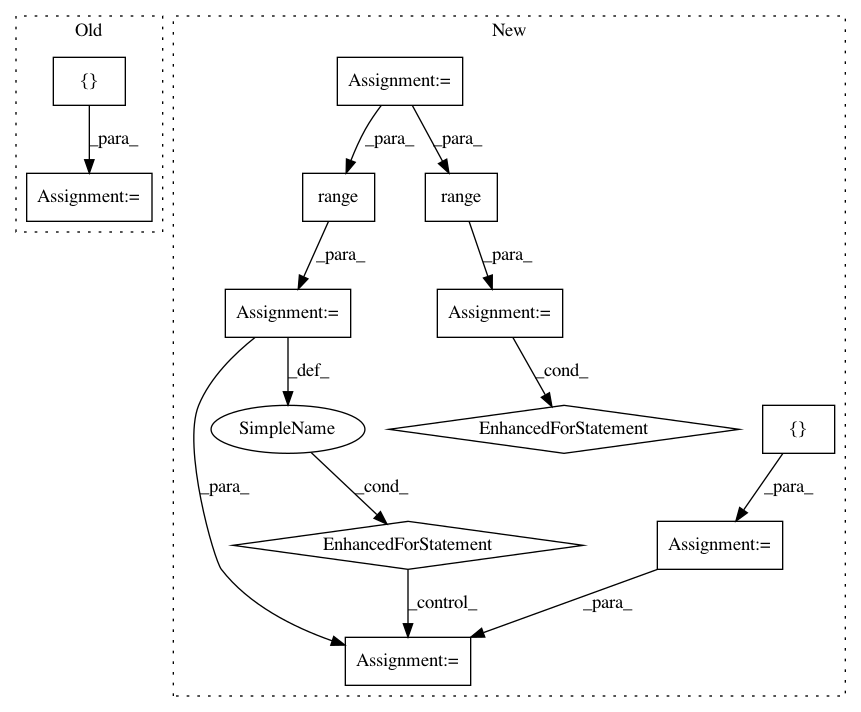 Old
New
{}
Assignment:=
_para_
_para_
_para_
Assignment:=
range
range
_para_
_para_
Assignment:=
Assignment:=
_def_
_cond_
SimpleName
EnhancedForStatement
{}
_para_
_cond_
_para_
EnhancedForStatement
Assignment:=
_control_
_para_
Assignment:=